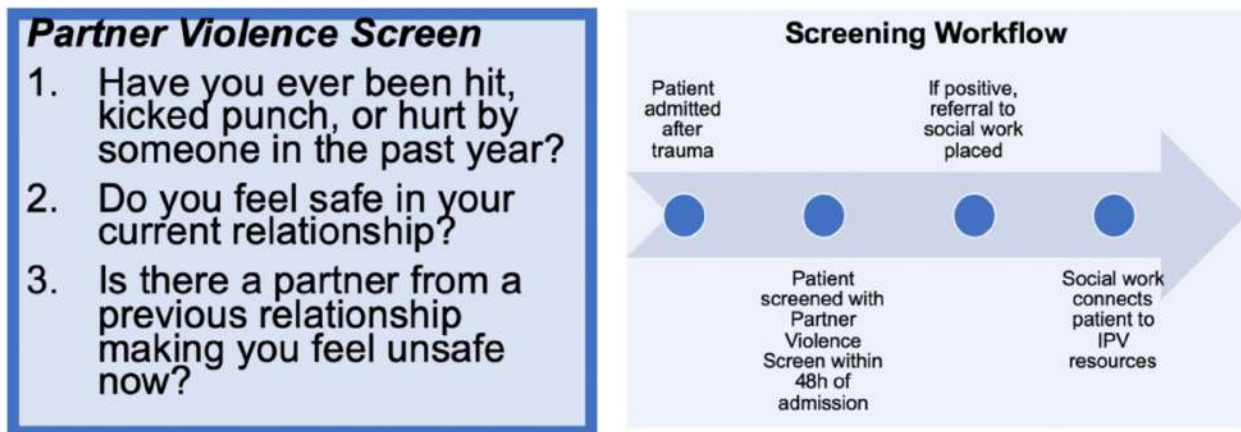 Partner Violence Screen
1. Have you ever been hit,
kicked punch, or hurt by
someone in the past year?
2. Do you feel safe in your
current relationship?
3. Is there a partner from a
previous relationship
making you feel unsafe
now?
Screening Workflow
Patient
admitted
after
trauma
If positive,
referral to
social work
placed
Patient
screened with
Partner
Violence
Screen within
48h of
admission
Social work
connects
patient to
IPV
resources